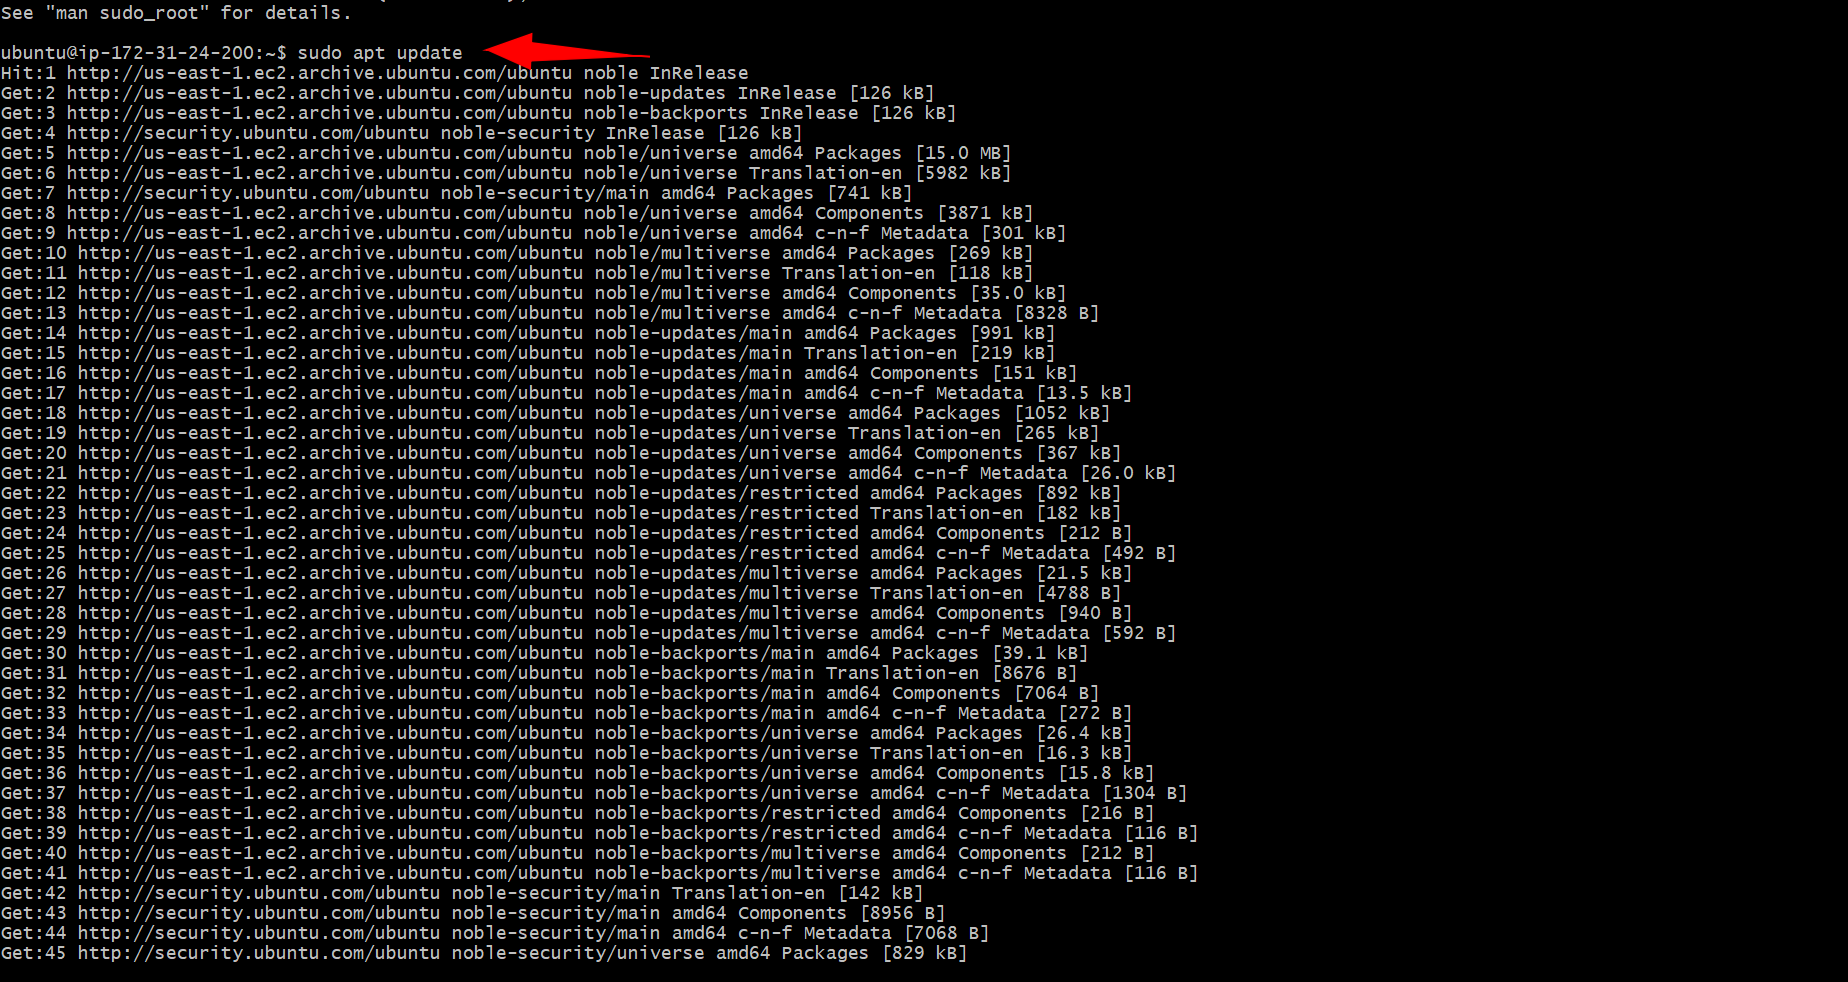 See "man sudo_root" for details.
ubuntu@ip-172-31-24-200:~$ sudo apt update
Hit:1 http://us-east-1.ec2.archive.ubuntu.com/ubuntu noble InRelease
Get:2 http://us-east-1.ec2.archive.ubuntu.com/ubuntu noble-updates InRelease [126 kB]
Get:3 http://us-east-1.ec2.archive.ubuntu.com/ubuntu noble-backports InRelease [126 kB]
Get:4 http://security.ubuntu.com/ubuntu noble-security InRelease [126 kB]
Get:5 http://us-east-1.ec2.archive.ubuntu.com/ubuntu noble/universe amd64 Packages [15.0 MB]
Get:6 http://us-east-1.ec2.archive.ubuntu.com/ubuntu noble/universe Translation-en [5982 kB]
Get:7 http://security.ubuntu.com/ubuntu noble-security/main amd64 Packages [741 kB]
Get:8 http://us-east-1.ec2.archive.ubuntu.com/ubuntu noble/universe amd64 Components [3871 kB]
Get:9 http://us-east-1.ec2.archive.ubuntu.com/ubuntu noble/universe amd64 c-n-f Metadata [301 kB]
Get:10 http://us-east-1.ec2.archive.ubuntu.com/ubuntu noble/multiverse amd64 Packages [269 kB]
Get:11 http://us-east-1.ec2.archive.ubuntu.com/ubuntu noble/multiverse Translation-en [118 kB]
Get:12 http://us-east-1.ec2.archive.ubuntu.com/ubuntu noble/multiverse amd64 Components [35.0 kB]
Get:13 http://us-east-1.ec2.archive.ubuntu.com/ubuntu noble/multiverse amd64 c-n-f Metadata [8328 B]
Get:14 http://us-east-1.ec2.archive.ubuntu.com/ubuntu noble-updates/main amd64 Packages [991 kB]
Get:15 http://us-east-1.ec2.archive.ubuntu.com/ubuntu noble-updates/main Translation-en [219 kB]
Get:16 http://us-east-1.ec2.archive.ubuntu.com/ubuntu noble-updates/main amd64 Components [151 kB]
Get:17 http://us-east-1.ec2.archive.ubuntu.com/ubuntu noble-updates/main amd64 c-n-f Metadata [13.5 kB]
Get:18 http://us-east-1.ec2.archive.ubuntu.com/ubuntu noble-updates/universe amd64 Packages [1052 kB]
Get:19 http://us-east-1.ec2.archive.ubuntu.com/ubuntu noble-updates/universe Translation-en [265 kB]
Get:20 http://us-east-1.ec2.archive.ubuntu.com/ubuntu noble-updates/universe amd64 Components [367 kB]
Get:21 http://us-east-1.ec2.archive.ubuntu.com/ubuntu noble-updates/universe amd64 c-n-f Metadata [26.0 kB]
Get:22 http://us-east-1.ec2.archive.ubuntu.com/ubuntu noble-updates/restricted amd64 Packages [892 kB]
Get:23 http://us-east-1.ec2.archive.ubuntu.com/ubuntu noble-updates/restricted Translation-en [182 kB]
Get:24 http://us-east-1.ec2.archive.ubuntu.com/ubuntu noble-updates/restricted amd64 Components [212 B]
Get:25 http://us-east-1.ec2.archive.ubuntu.com/ubuntu noble-updates/restricted amd64 c-n-f Metadata [492 B]
Get:26 http://us-east-1.ec2.archive.ubuntu.com/ubuntu noble-updates/multiverse amd64 Packages [21.5 kB]
Get:27 http://us-east-1.ec2.archive.ubuntu.com/ubuntu noble-updates/multiverse Translation-en [4788 B]
Get:28 http://us-east-1.ec2.archive.ubuntu.com/ubuntu noble-updates/multiverse amd64 Components [940 B]
Get:29 http://us-east-1.ec2.archive.ubuntu.com/ubuntu noble-updates/multiverse amd64 c-n-f Metadata [592 B]
Get:30 http://us-east-1.ec2.archive.ubuntu.com/ubuntu noble-backports/main amd64 Packages [39.1 kB]
Get:31 http://us-east-1.ec2.archive.ubuntu.com/ubuntu noble-backports/main Translation-en [8676 B]
Get:32 http://us-east-1.ec2.archive.ubuntu.com/ubuntu noble-backports/main amd64 Components [7064 B]
Get:33 http://us-east-1.ec2.archive.ubuntu.com/ubuntu noble-backports/main amd64 c-n-f Metadata [272 B]
Get:34 http://us-east-1.ec2.archive.ubuntu.com/ubuntu noble-backports/universe amd64 Packages [26.4 kB]
Get:35 http://us-east-1.ec2.archive.ubuntu.com/ubuntu noble-backports/universe Translation-en [16.3 kB]
Get:36 http://us-east-1.ec2.archive.ubuntu.com/ubuntu noble-backports/universe amd64 Components [15.8 kB]
Get:37 http://us-east-1.ec2.archive.ubuntu.com/ubuntu noble-backports/universe amd64 c-n-f Metadata [1304 B]
Get:38 http://us-east-1.ec2.archive.ubuntu.com/ubuntu noble-backports/restricted amd64 Components [216 B]
Get:39 http://us-east-1.ec2.archive.ubuntu.com/ubuntu noble-backports/restricted amd64 c-n-f Metadata [116 B]
Get:40 http://us-east-1.ec2.archive.ubuntu.com/ubuntu noble-backports/multiverse amd64 Components [212 B]
Get:41 http://us-east-1.ec2.archive.ubuntu.com/ubuntu noble-backports/multiverse amd64 c-n-f Metadata [116 B]
Get:42 http://security.ubuntu.com/ubuntu noble-security/main Translation-en [142 kB]
Get:43 http://security.ubuntu.com/ubuntu noble-security/main amd64 Components [8956 B]
Get:44 http://security.ubuntu.com/ubuntu noble-security/main amd64 c-n-f Metadata [7068 B]
Get:45 http://security.ubuntu.com/ubuntu noble-security/universe amd64 Packages [829 kB]